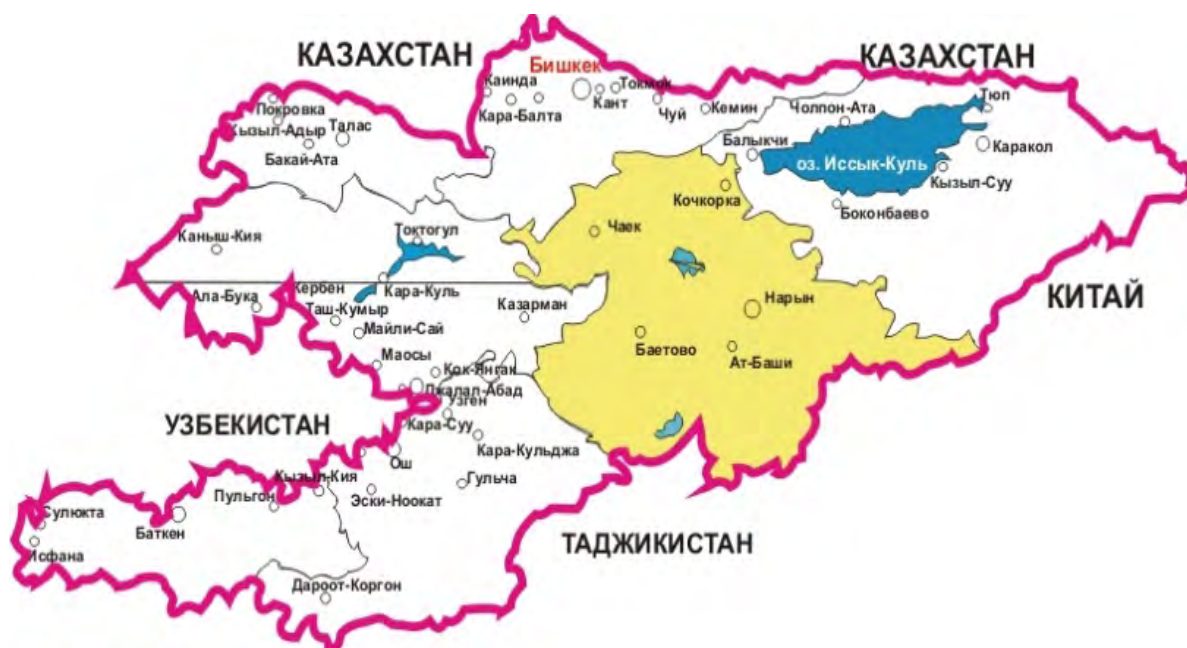 КАЗАХСТАН
КАЗАХСТАН
Бишкек
Каинда
Токмок
Тюп
Покровка
Кант
Чуй
Кемин
Чолпон-Ата
Кара-Балта
Кызыл-Адыр
Талас
Балыкчи
Каракол
Бакай-Ата
оз. Иссык-Куль
Кызыл-Суу
Кочкорка
Боконбаево
Чаек
Токтогул
Каныш-Кия
Кербен
Кара-Куль
Ала-Бука
Казарман
Нарын
КИТАЙ
Таш-Кумыр
Майли-Сай
Баетово
Ат-Баши
Маосы
Кок-Янгак
Джалал-Абад
Узген
УЗБЕКИСТАН
Кара-Суу
Кара-Кульджа
Ош
Кызыл-Кия
Гульча
Эски-Ноокат
Пульгон
Сулюкта
Баткен
Исфана
ТАДЖИКИСТАН
Дароот-Коргон